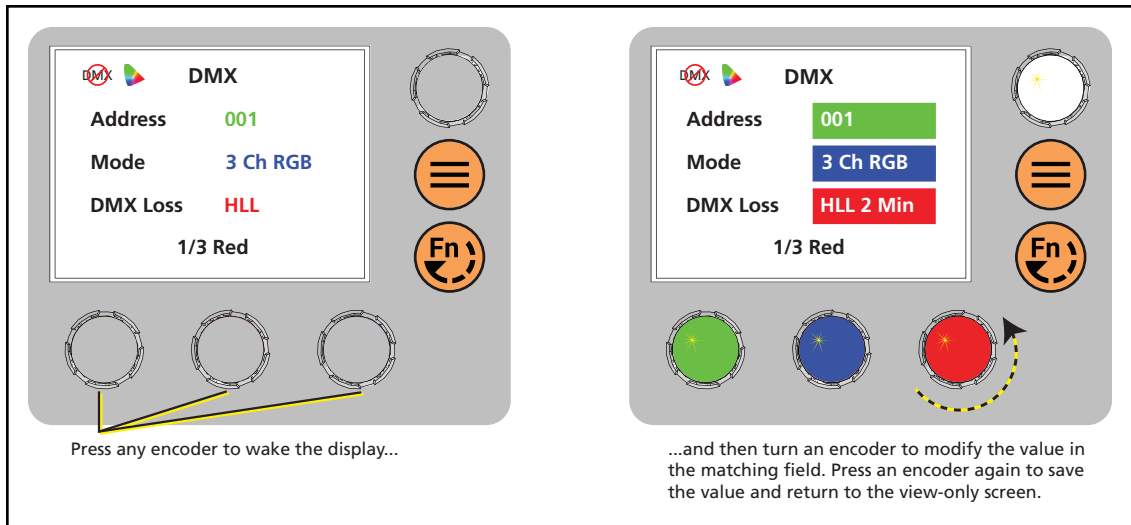 DMX DMX
Address 001
Mode 3 Ch RGB
DMX Loss HLL
1/3 Red
Fn
Press any encoder to wake the display...
DMX DMX
Address 001
Mode 3 Ch RGB
DMX Loss HLL 2 Min
1/3 Red
Fn
...and then turn an encoder to modify the value in
the matching field. Press an encoder again to save
the value and return to the view-only screen.